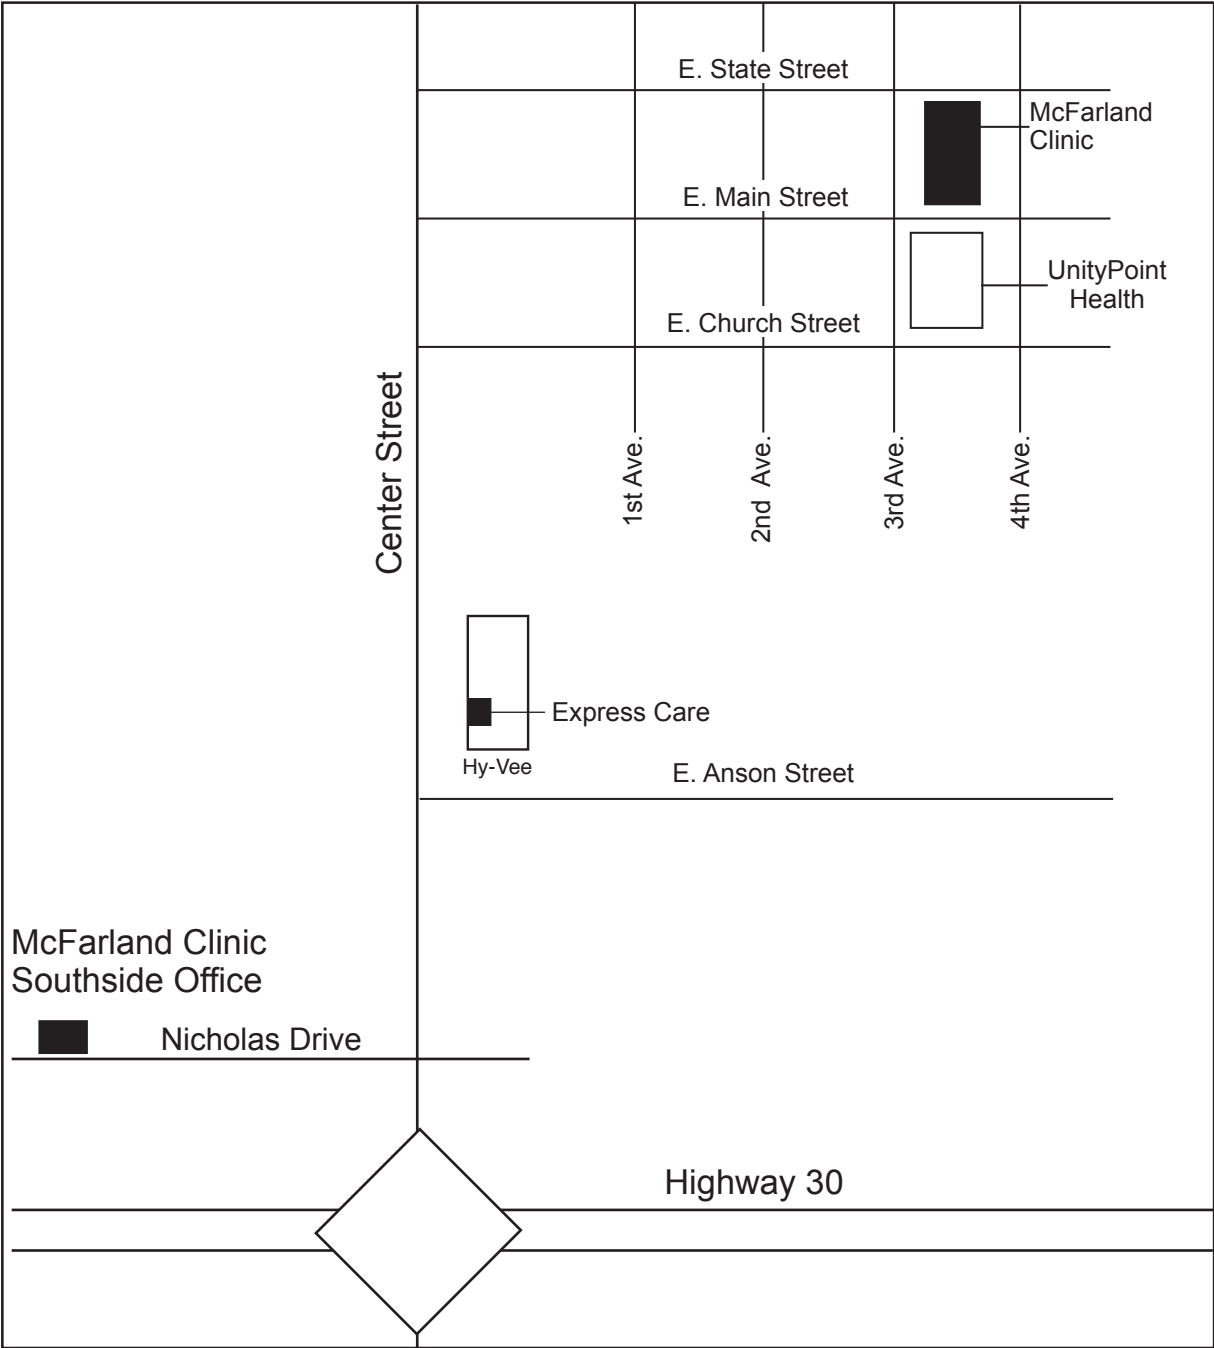 E. State Street
McFarland
Clinic
E. Main Street
UnityPoint
Health
E. Church Street
Center Street
1st Ave.
2nd Ave.
3rd Ave.
4th Ave.
Express Care
Hy-Vee
E. Anson Street
McFarland Clinic
Southside Office
Nicholas Drive
Highway 30